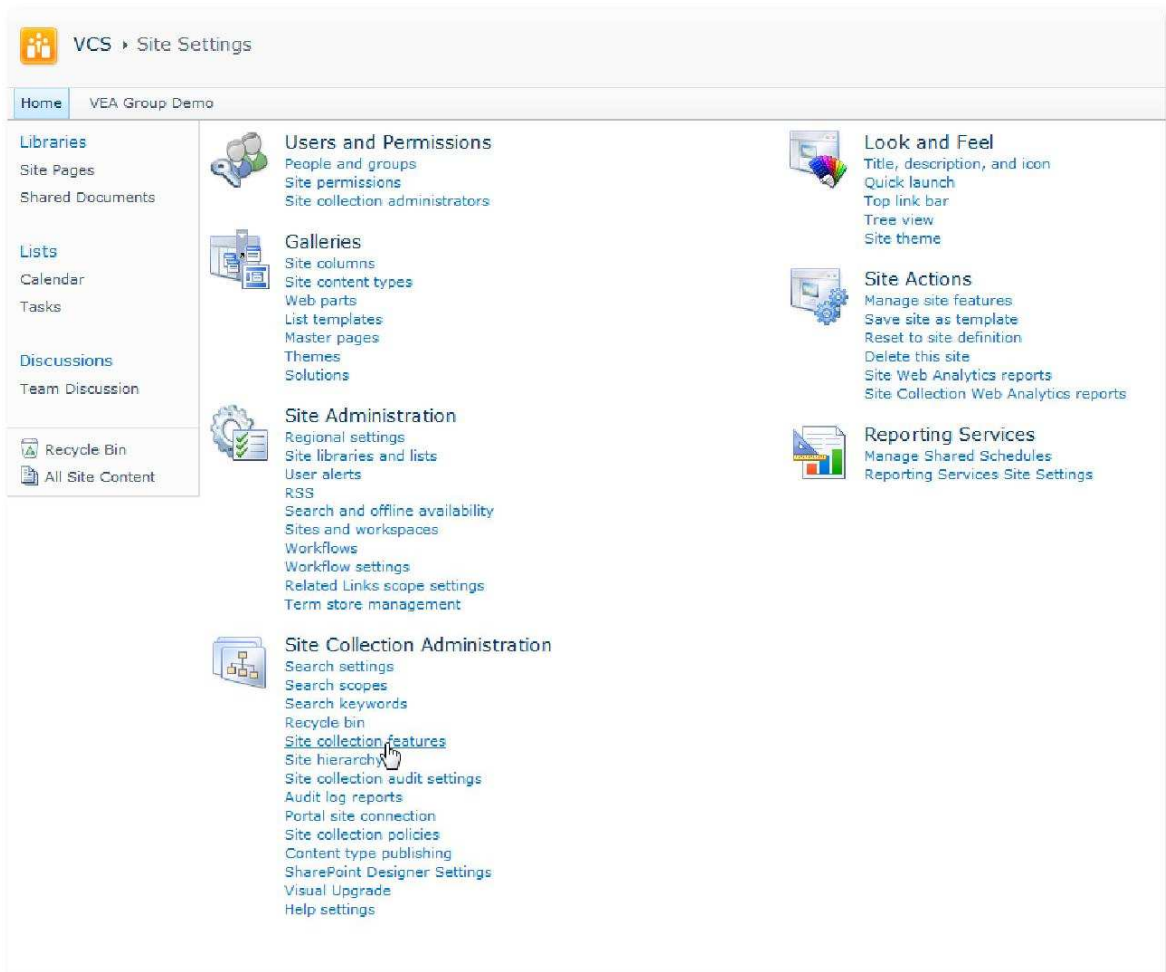 VCS ▸ Site Settings
Home VEA Group Demo
Libraries
Site Pages
Shared Documents
Lists
Calendar
Tasks
Discussions
Team Discussion
Recycle Bin
All Site Content
Users and Permissions
People and groups
Site permissions
Site collection administrators
Galleries
Site columns
Site content types
Web parts
List templates
Master pages
Themes
Solutions
Site Administration
Regional settings
Site libraries and lists
User alerts
RSS
Search and offline availability
Sites and workspaces
Workflows
Workflow settings
Related Links scope settings
Term store management
Site Collection Administration
Search settings
Search scopes
Search keywords
Recycle bin
Site collection features
Site hierarchy
Site collection audit settings
Audit log reports
Portal site connection
Site collection policies
Content type publishing
SharePoint Designer Settings
Visual Upgrade
Help settings
Look and Feel
Title, description, and icon
Quick launch
Top link bar
Tree view
Site theme
Site Actions
Manage site features
Save site as template
Reset to site definition
Delete this site
Site Web Analytics reports
Site Collection Web Analytics reports
Reporting Services
Manage Shared Schedules
Reporting Services Site Settings